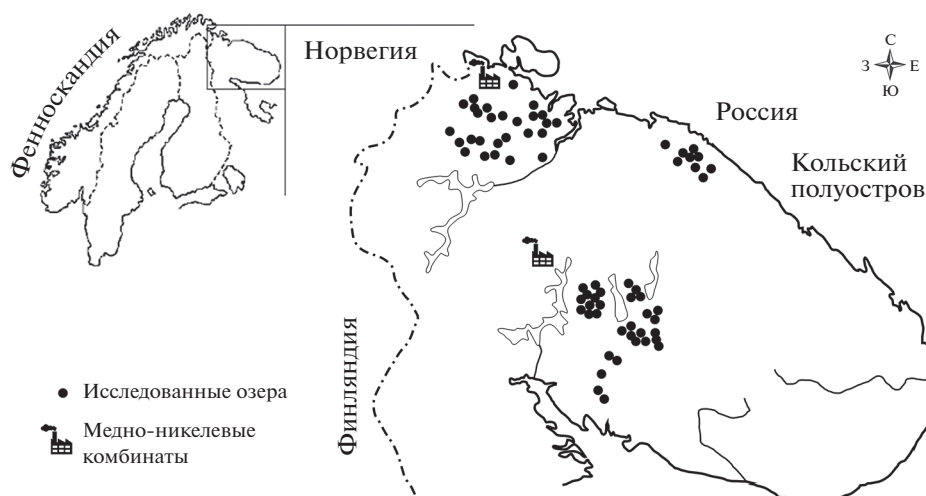 Фенноскандия
Норвегия
С
З Е
Ю
Россия
Кольский
полуостров
Финляндия
Исследованные озера
Медно-никелевые
комбинаты